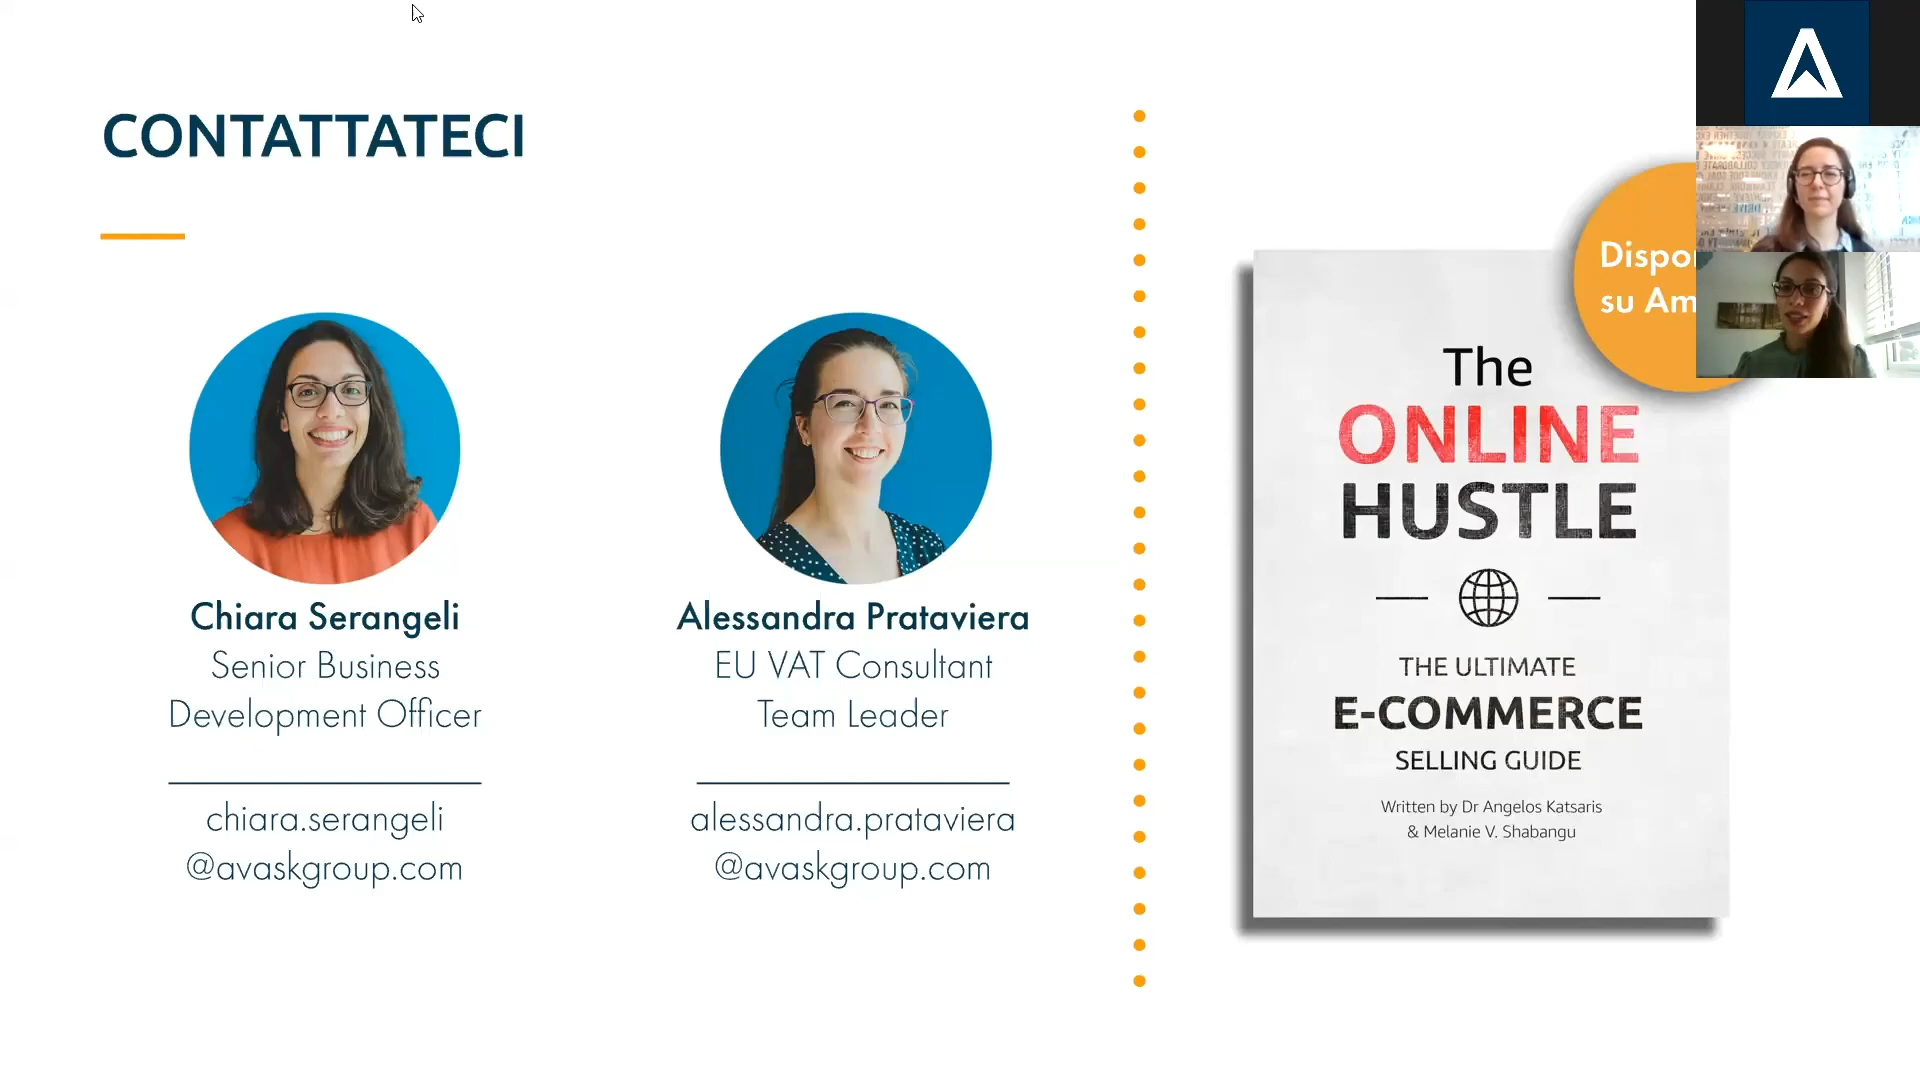 CONTATTATECI
Chiara Serangeli
Senior Business
Development Officer
chiara.serangeli
@avaskgroup.com
Alessandra Prataviera
EU VAT Consultant
Team Leader
alessandra.prataviera
@avaskgroup.com
su
The
ONLINE
HUSTLE
THE ULTIMATE
E-COMMERCE
SELLING GUIDE
Written by Dr Angelos Katsaris
& Melanie V. Shabangu